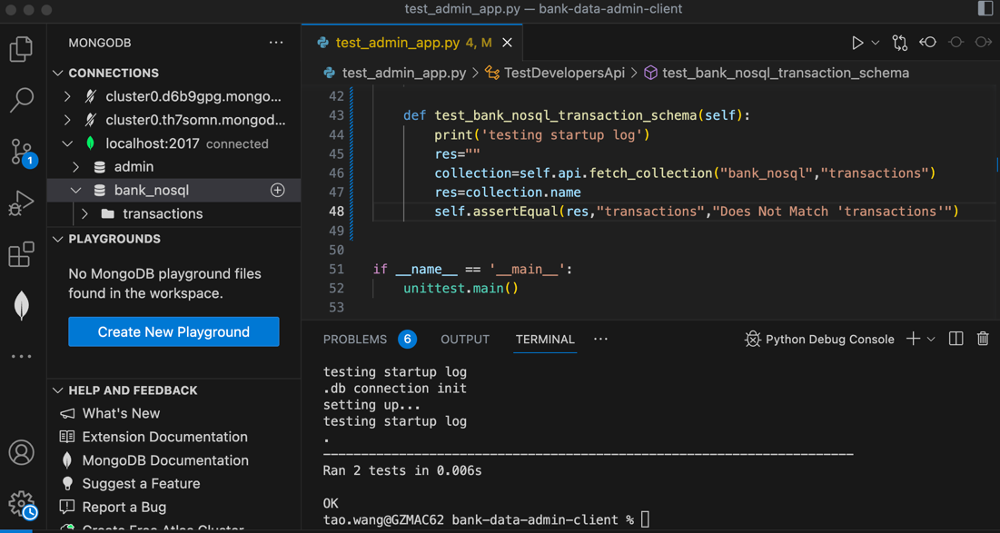 test_admin_app.py — bank-data-admin-client
MONGODB
CONNECTIONS
cluster0.d6b9gpg.mongo...
cluster0.th7somn.mongod...
localhost:2017 connected
admin
bank_nosql
transactions
PLAYGROUNDS
No MongoDB playground files
found in the workspace.
Create New Playground
HELP AND FEEDBACK
What's New
Extension Documentation
MongoDB Documentation
Suggest a Feature
Report a Bug
Create Free Atlas Cluster
1
test_admin_app.py 4, M
test_admin_app.py > TestDevelopersApi > test_bank_nosql_transaction_schema
42
43 def test_bank_nosql_transaction_schema(self):
44 print('testing startup log')
45 res=""
46 collection=self.api.fetch_collection("bank_nosql","transactions")
47 res=collection.name
48 self.assertEqual(res,"transactions","Does Not Match 'transactions'")
49
50
51 if __name__ == '__main__':
52 unittest.main()
53
PROBLEMS 6 OUTPUT TERMINAL ... Python Debug Console
testing startup log
.db connection init
setting up...
testing startup log
.
----------------------------------------------------------------------
Ran 2 tests in 0.006s
OK
tao.wang@GZMAC62 bank-data-admin-client %